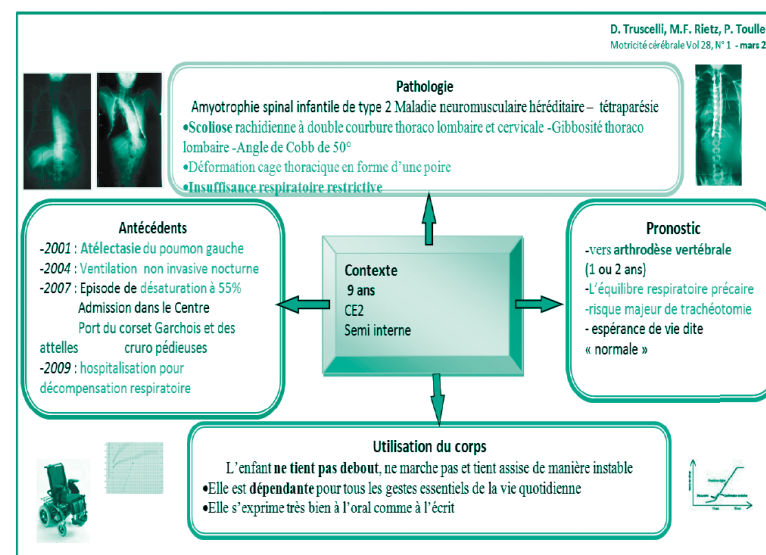 D. Truscelli, M.F. Rietz, P. Toulle
Motricité cérébrale Vol 28, N° 1 - mars 2
Pathologie
Amyotrophie spinal infantile de type 2 Maladie neuromusculaire héréditaire – tétraparésie
•Scoliose rachidienne à double courbure thoraco lombaire et cervicale -Gibbosité thoraco
lombaire -Angle de Cobb de 50°
•Déformation cage thoracique en forme d’une poire
•Insuffisance respiratoire restrictive
Antécédents
-2001 : Atélectasie du poumon gauche
-2004 : Ventilation non invasive nocturne
-2007 : Episode de désaturation à 55%
Admission dans le Centre
Port du corset Garchois et des
attelles cruro pédieuses
-2009 : hospitalisation pour
décompensation respiratoire
Contexte
9 ans
CE2
Semi interne
Pronostic
-vers arthrodèse vertébrale
(1 ou 2 ans)
-L’équilibre respiratoire précaire
-risque majeur de trachéotomie
- espérance de vie dite
« normale »
Utilisation du corps
L’enfant ne tient pas debout, ne marche pas et tient assise de manière instable
•Elle est dépendante pour tous les gestes essentiels de la vie quotidienne
•Elle s’exprime très bien à l’oral comme à l’écrit